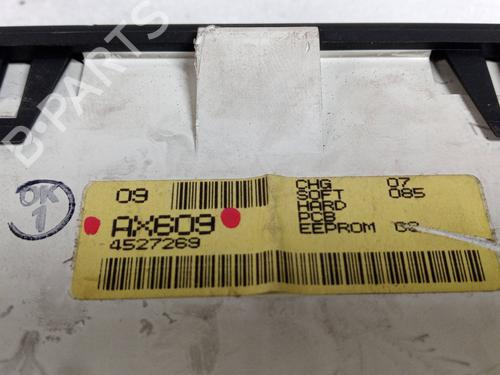 B-PARTS
OK
1
09
AX609
4527269
CHG 07
SOFT 085
HARD
PCB
EEPROM